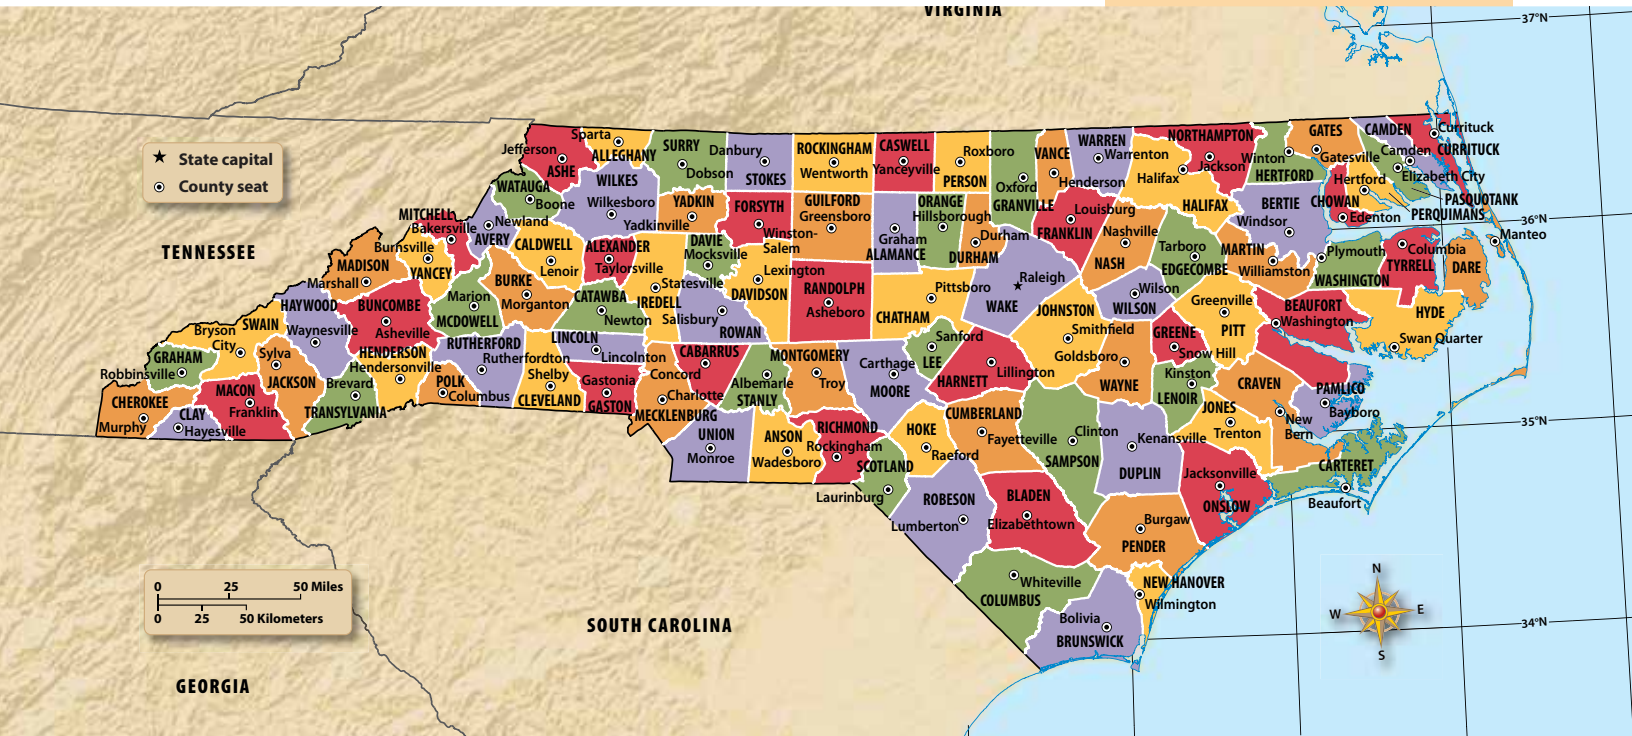 VIRGINIA
37°N
State capital
County seat
TENNESSEE
Sparta
Jefferson
ALLEGHANY
ASHE
SURRY
Dobson
Danbury
STOKES
ROCKINGHAM
Wentworth
CASWELL
Yanceyville
Roxboro
PERSON
Oxford
GRANVILLE
VANCE
Henderson
WARREN
Warrenton
NORTHAMPTON
Jackson
Halifax
HALIFAX
Winton
HERTFORD
GATES
Gatesville
CAMDEN
Camden
Currituck
CURRITUCK
Elizabeth City
PASQUOTANK
Hertford
PERQUIMANS
CHOWAN
Edenton
36°N
Manteo
WATAUGA
Boone
WILKES
Wilkesboro
YADKIN
Yadkinville
FORSYTH
Winston-
Salem
GUILFORD
Greensboro
Graham
ALAMANCE
ORANGE
Hillsborough
Durham
DURHAM
Louisburg
FRANKLIN
Nashville
NASH
Tarboro
EDGECOMBE
MARTIN
Williamston
BERTIE
Windsor
Plymouth
WASHINGTON
Columbia
TYRRELL
DARE
MITCHELL
Bakersville
Newland
AVERY
Burnsville
YANCEY
CALDWELL
Lenoir
ALEXANDER
Taylorsville
DAVIE
Mocksville
Statesville
IREDELL
Lexington
DAVIDSON
RANDOLPH
Asheboro
Pittsboro
CHATHAM
Raleigh
WAKE
JOHNSTON
Smithfield
Wilson
WILSON
Greenville
PITT
BEAUFORT
Washington
HYDE
Swan Quarter
MADISON
Marshall
HAYWOOD
Waynesville
BUNCOMBE
Asheville
Marion
MCDOWELL
BURKE
Morganton
CATAWBA
Newton
Salisbury
ROWAN
Bryson
City
SWAIN
GRAHAM
Robbinsville
Sylva
JACKSON
HENDERSON
Hendersonville
RUTHERFORD
Rutherfordton
LINCOLN
Lincolnton
CABARRUS
Concord
Albemarle
STANLY
MONTGOMERY
Troy
Carthage
MOORE
Sanford
LEE
HARNETT
Lillington
Goldsboro
WAYNE
GREENE
Snow Hill
Kinston
LENOIR
CRAVEN
New
Bern
PAMLICO
Bayboro
CHEROKEE
Murphy
CLAY
Hayesville
MACON
Franklin
Brevard
TRANSYLVANIA
POLK
Columbus
Shelby
CLEVELAND
Gastonia
GASTON
Charlotte
MECKLENBURG
UNION
Monroe
ANSON
Wadesboro
RICHMOND
Rockingham
SCOTLAND
Laurinburg
HOKE
Raeford
CUMBERLAND
Fayetteville
Clinton
SAMPSON
Kenansville
DUPLIN
JONES
Trenton
35°N
CARTERET
Beaufort
Jacksonville
ONSLOW
ROBESON
Lumberton
BLADEN
Elizabethtown
Burgaw
PENDER
Whiteville
COLUMBUS
NEW HANOVER
Wilmington
Bolivia
BRUNSWICK
34°N
0 25 50 Miles
0 25 50 Kilometers
SOUTH CAROLINA
GEORGIA
N
W E
S